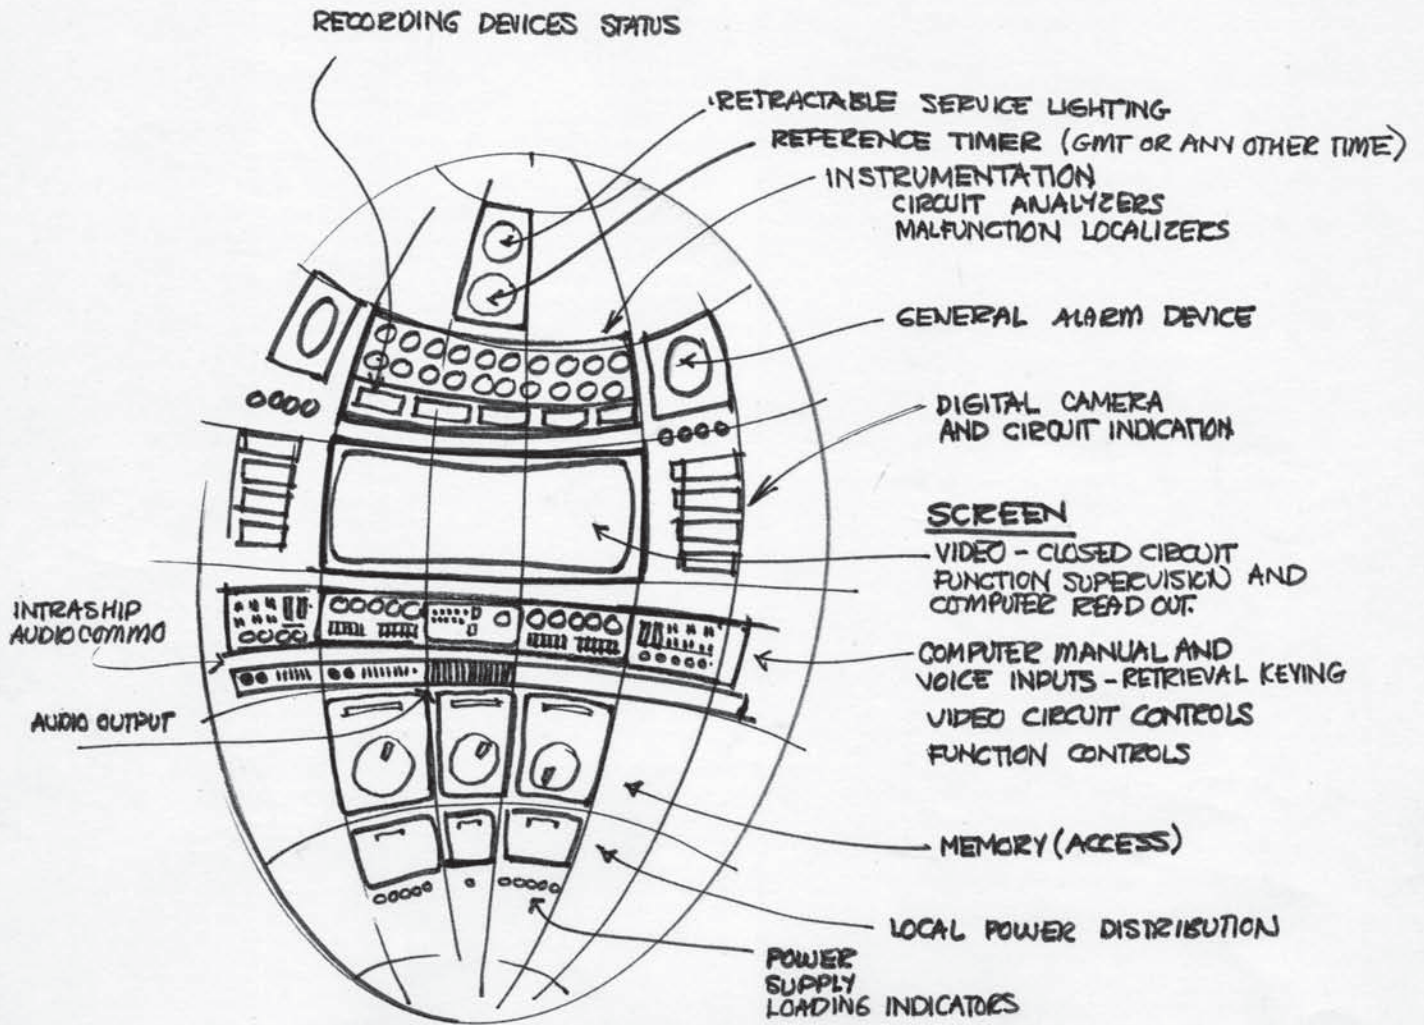 RECORDING DEVICES STATUS
RETRACTABLE SERVICE LIGHTING
REFERENCE TIMER (GMT OR ANY OTHER TIME)
INSTRUMENTATION
CIRCUIT ANALYZERS
MALFUNCTION LOCALIZERS
GENERAL ALARM DEVICE
DIGITAL CAMERA
AND CIRCUIT INDICATION
SCREEN
VIDEO - CLOSED CIRCUIT
FUNCTION SUPERVISION AND
COMPUTER READ OUT.
INTRASHIP
AUDIO COMMO
COMPUTER MANUAL AND
VOICE INPUTS - RETRIEVAL KEYING
VIDEO CIRCUIT CONTROLS
FUNCTION CONTROLS
AUDIO OUTPUT
MEMORY (ACCESS)
LOCAL POWER DISTRIBUTION
POWER
SUPPLY
LOADING INDICATORS